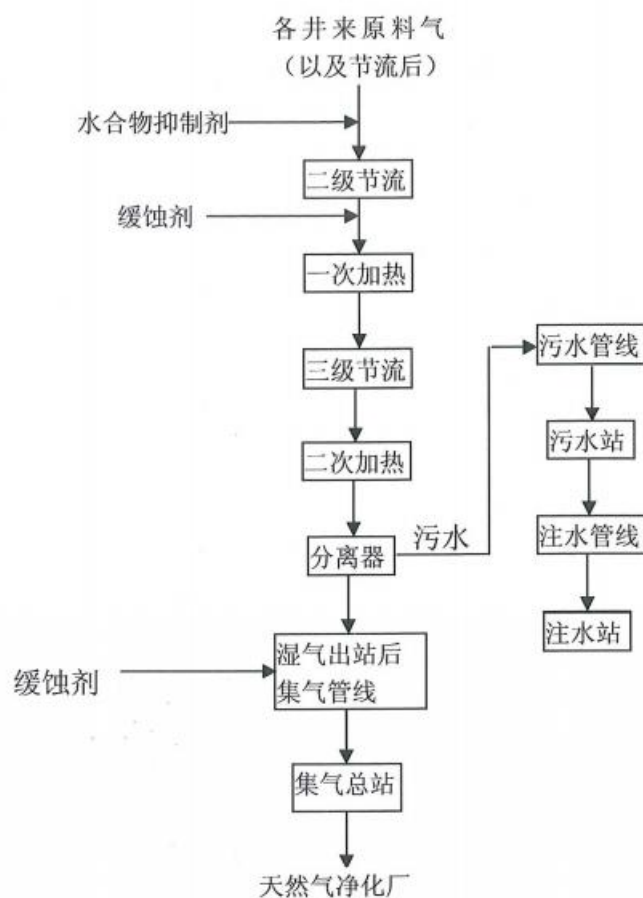 各井来原料气
（以及节流后）
水合物抑制剂
二级节流
缓蚀剂
一次加热
三级节流
污水管线
污水站
二次加热
污水
注水管线
分离器
注水站
湿气出站后
集气管线
缓蚀剂
集气总站
天然气净化厂